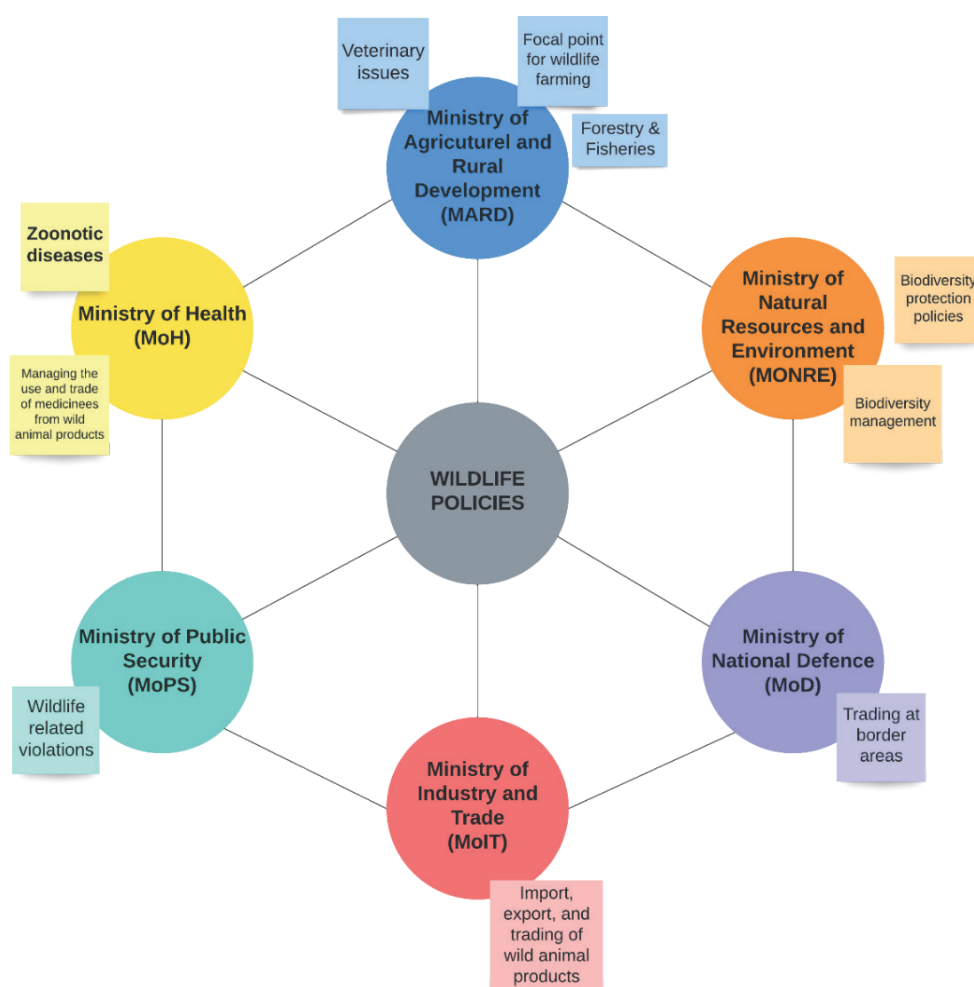 Veterinary
issues
Focal point
for wildlife
farming
Forestry &
Fisheries
Ministry of
Agricuturel and
Rural
Development
(MARD)
Zoonotic
diseases
Ministry of Health
(MoH)
Managing the
use and trade
of medicinees
from wild
animal products
Ministry of
Natural
Resources and
Environment
(MONRE)
Biodiversity
protection
policies
Biodiversity
management
WILDLIFE
POLICIES
Ministry of Public
Security
(MoPS)
Wildlife
related
violations
Ministry of
National Defence
(MoD)
Trading at
border
areas
Ministry of
Industry and
Trade
(MoIT)
Import,
export, and
trading of
wild animal
products